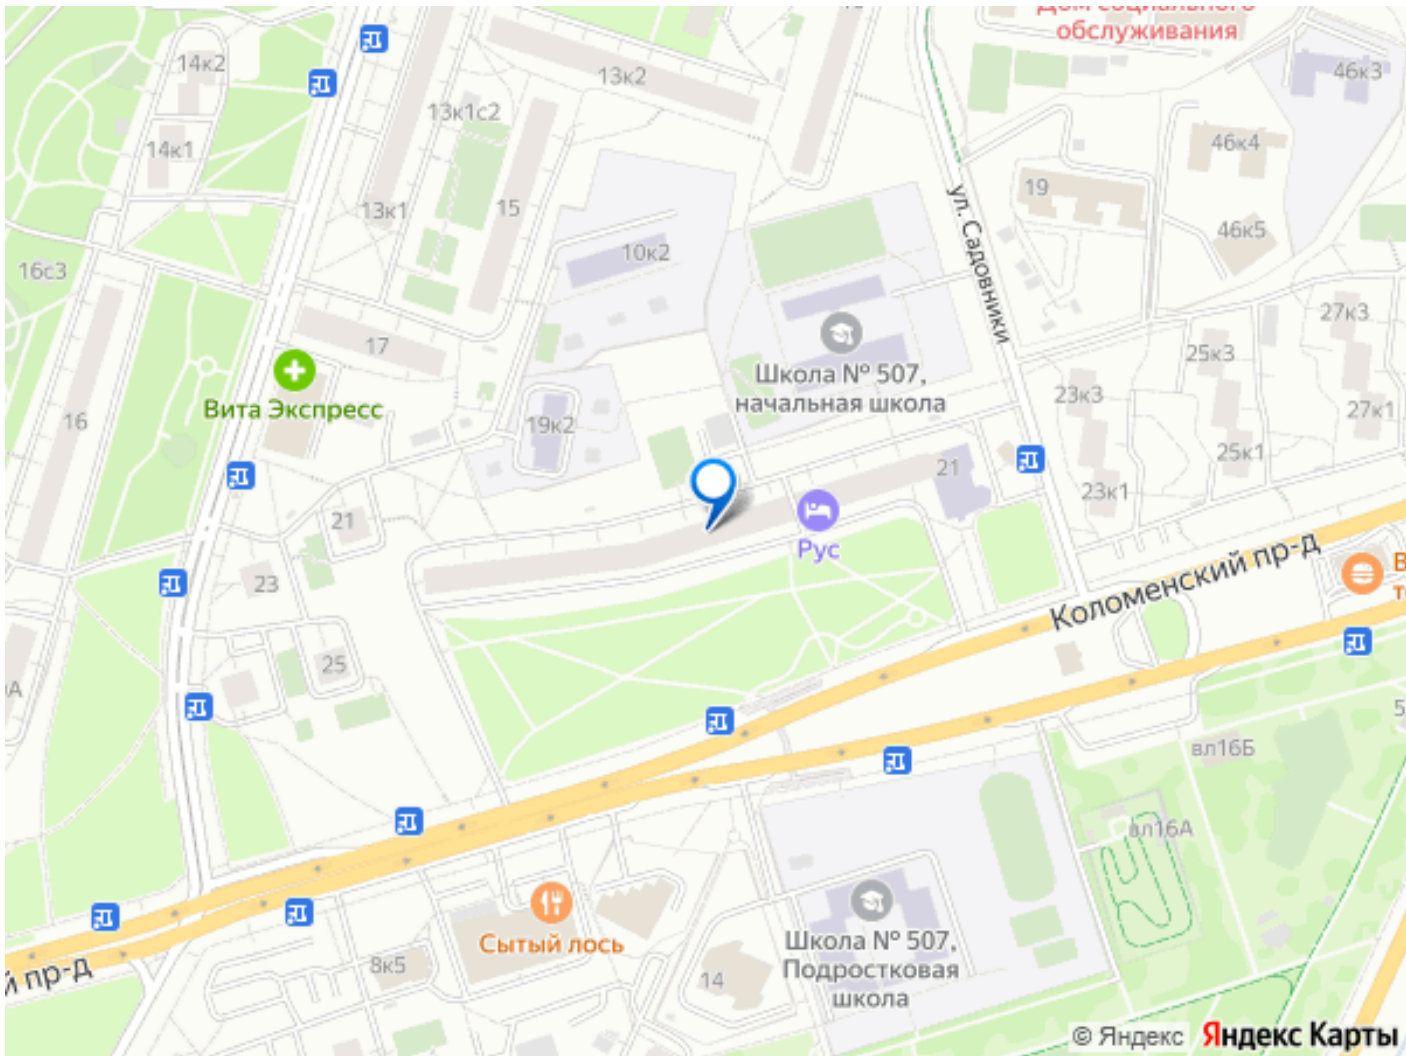 Дом социального
обслуживания
14к2
13к2
46к3
13к1с2
14к1
46к4
19
ул. Садовники
13к1
15
46к5
10к2
16с3
27к3
17
25к3
Школа № 507,
начальная школа
Вита Экспресс
23к3
27к1
16
19к2
25к1
21
23к1
21
Рус
Коломенский пр-д
23
25
вл16Б
вл16А
Сытый лось
Школа № 507,
Подростковая
школа
8к5
14
й пр-д
© Яндекс Яндекс Карты